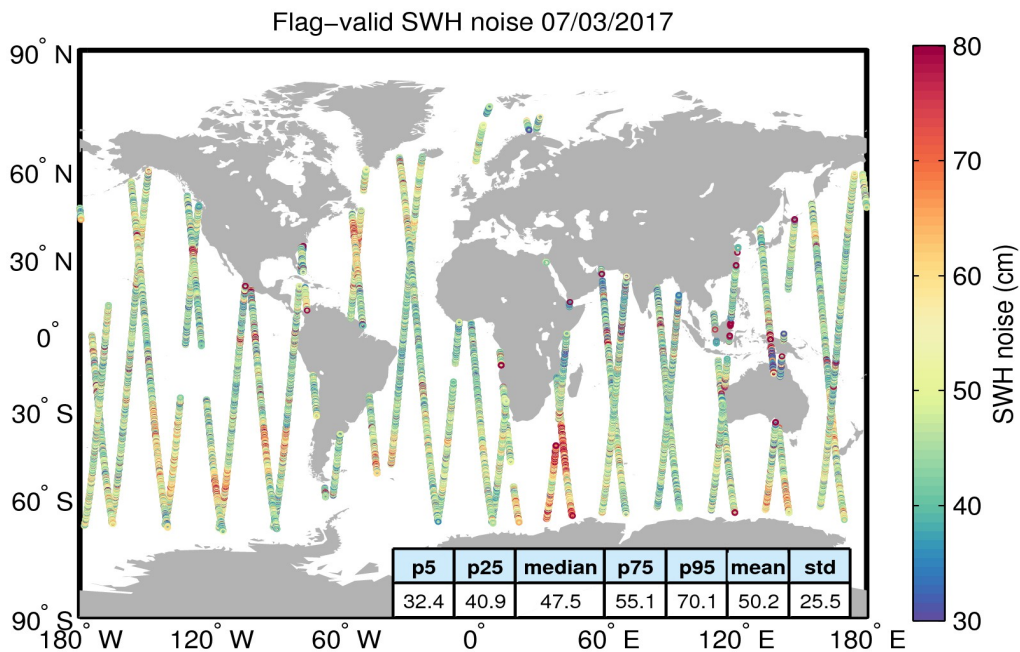 Flag−valid SWH noise 07/03/2017
90° N
60° N
30° N
0°
30° S
60° S
90° S
180° W
120° W
60° W
0°
60° E
120° E
180° E
80
70
60
50
40
30
SWH noise (cm)
p5 p25 median p75 p95 mean std
32.4 40.9 47.5 55.1 70.1 50.2 25.5